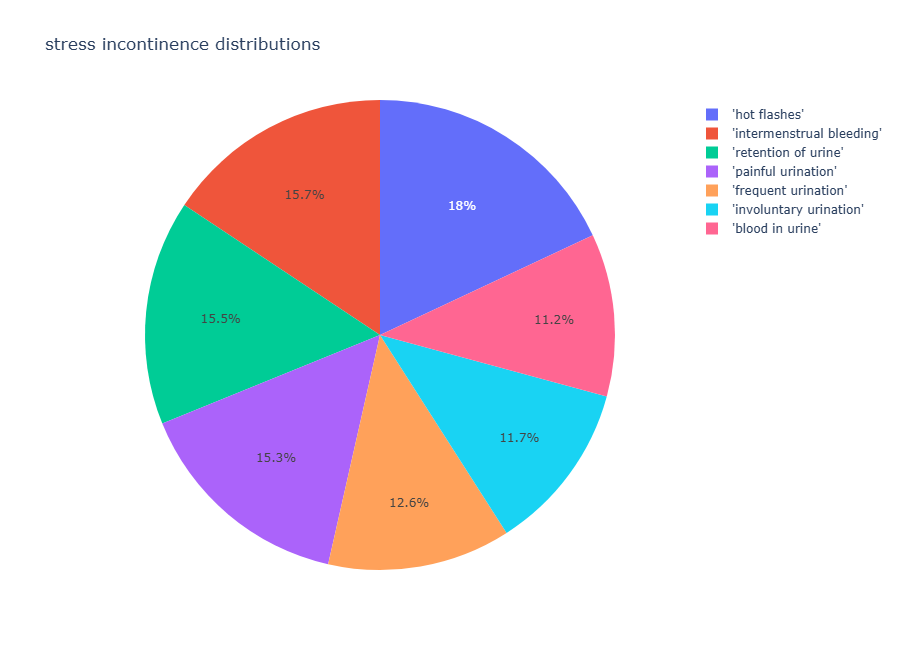 stress incontinence distributions
'hot flashes'
'intermenstrual bleeding'
'retention of urine'
'painful urination'
'frequent urination'
'involuntary urination'
'blood in urine'
15.7%
18%
15.5%
11.2%
15.3%
11.7%
12.6%